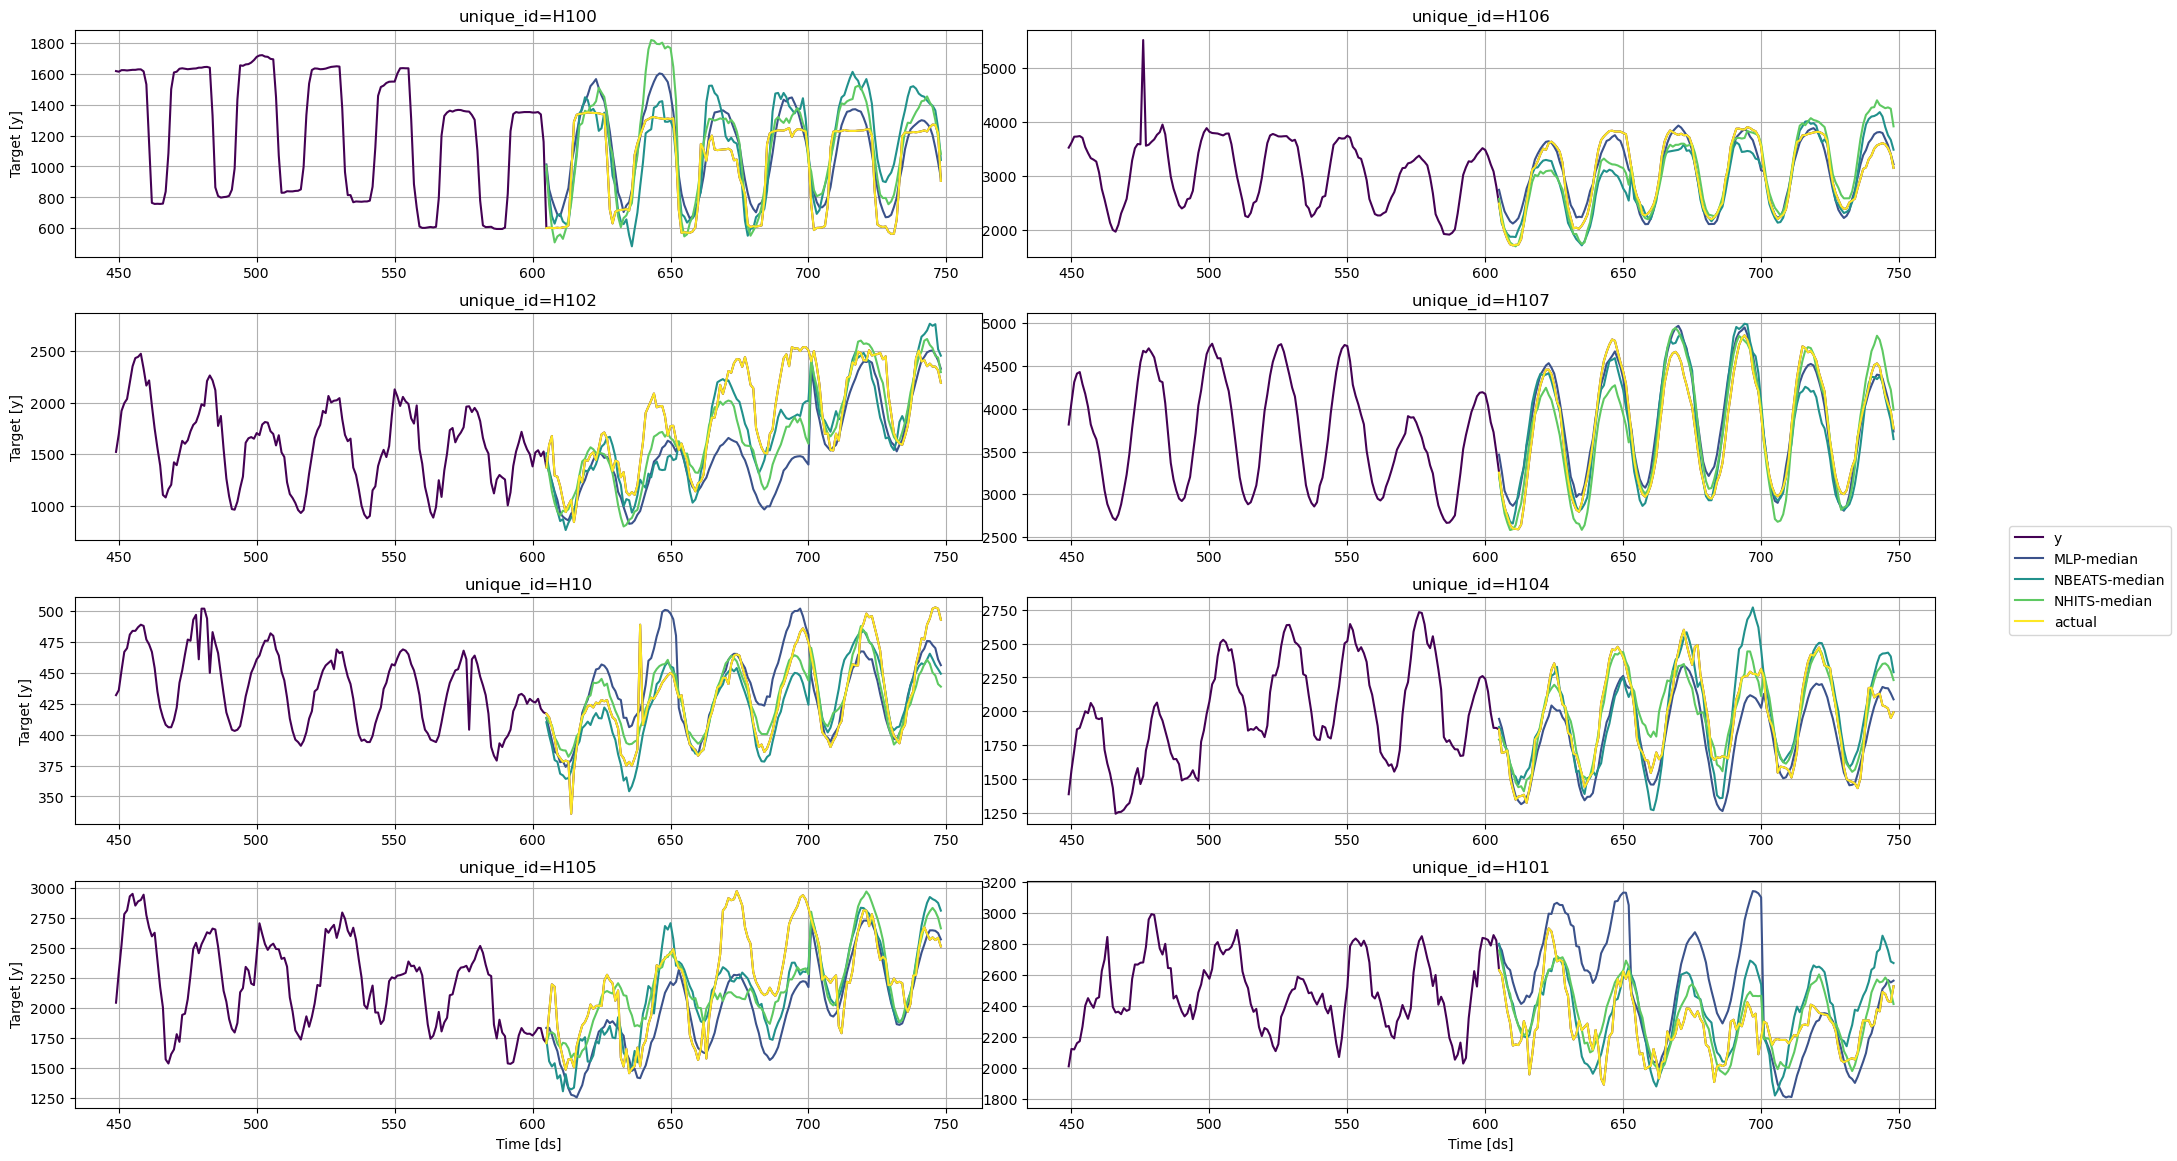 unique_id=H100
Target [y]
1800
1600
1400
1200
1000
800
600
450 500 550 600 650 700 750
unique_id=H106
5000
4000
3000
2000
450 500 550 600 650 700 750
unique_id=H102
Target [y]
2500
2000
1500
1000
450 500 550 600 650 700 750
unique_id=H107
5000
4500
4000
3500
3000
2500
450 500 550 600 650 700 750
unique_id=H10
Target [y]
500
475
450
425
400
375
350
450 500 550 600 650 700 750
unique_id=H104
2750
2500
2250
2000
1750
1500
1250
450 500 550 600 650 700 750
unique_id=H105
Target [y]
3000
2750
2500
2250
2000
1750
1500
1250
450 500 550 600 650 700 750
Time [ds]
unique_id=H101
3200
3000
2800
2600
2400
2200
2000
1800
450 500 550 600 650 700 750
Time [ds]
y
MLP-median
NBEATS-median
NHITS-median
actual